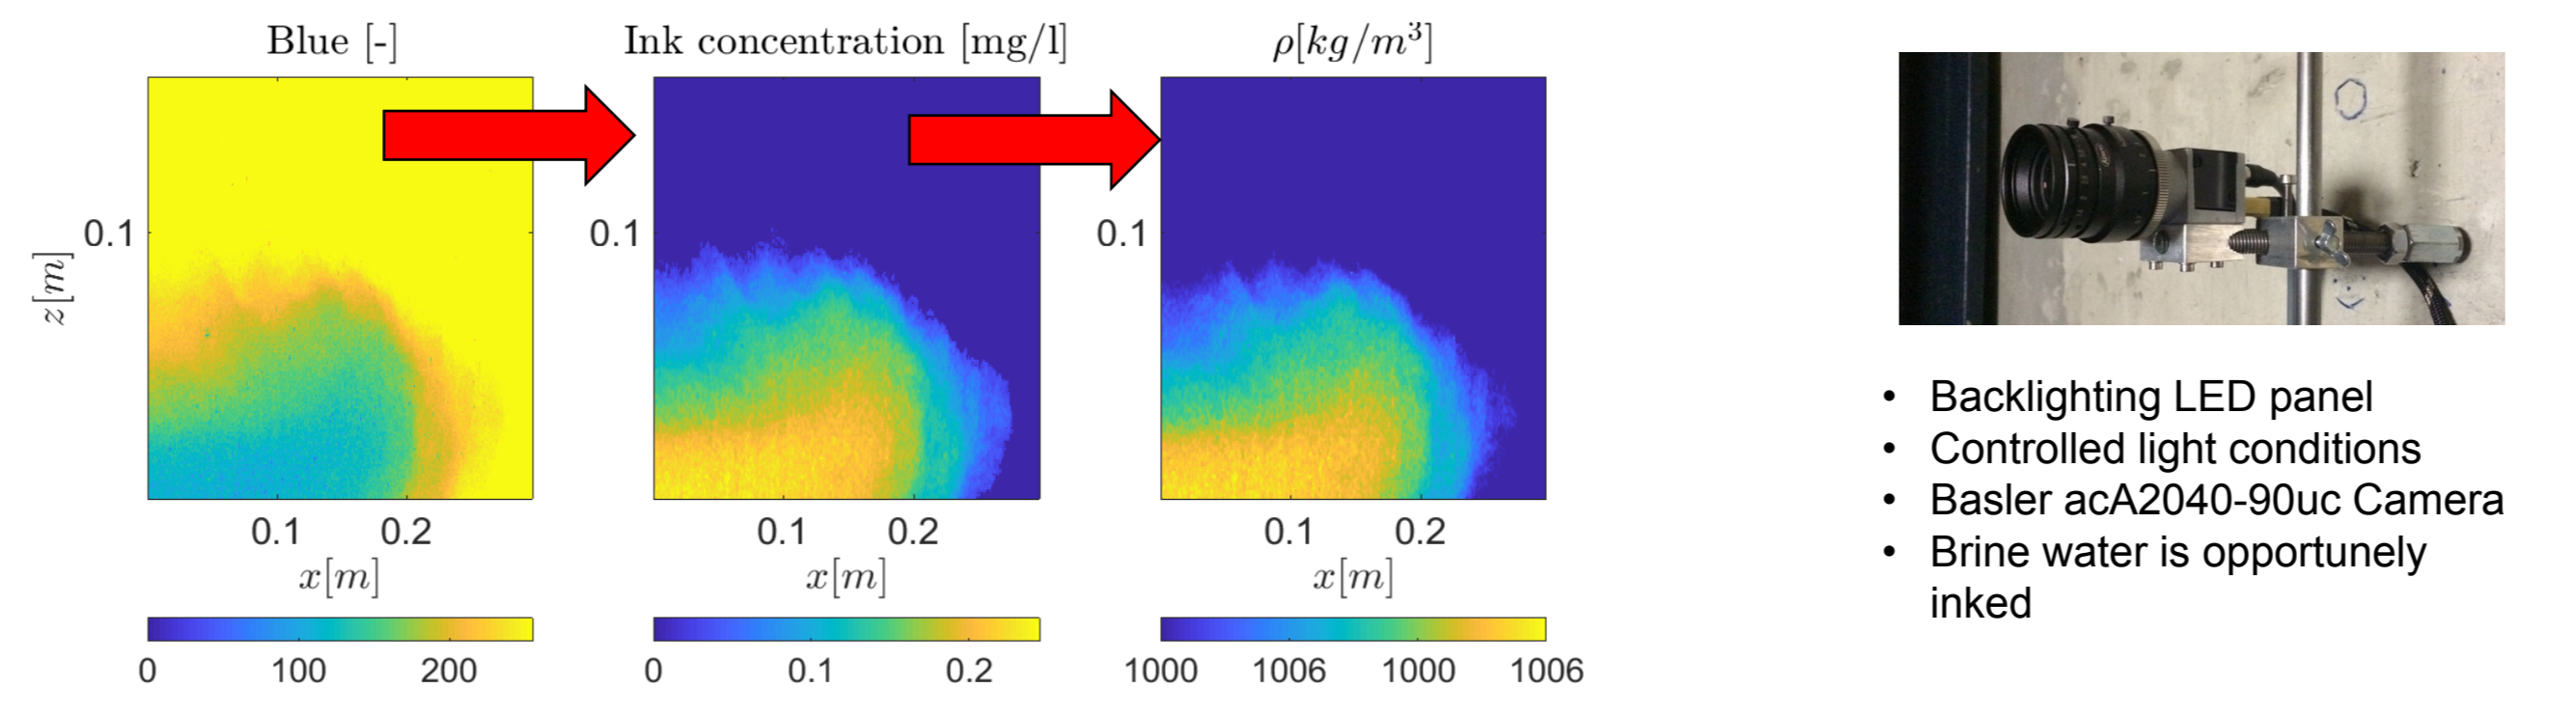 Blue [-]
Ink concentration [mg/l]
ρ[kg/m³]
z[m]
0.1
0.1
0.1
0.1 0.2
0.1 0.2
0.1 0.2
x[m]
x[m]
x[m]
0 100 200
0 0.1 0.2
1000 1006 1000 1006
• Backlighting LED panel
• Controlled light conditions
• Basler acA2040-90uc Camera
• Brine water is opportunely
inked